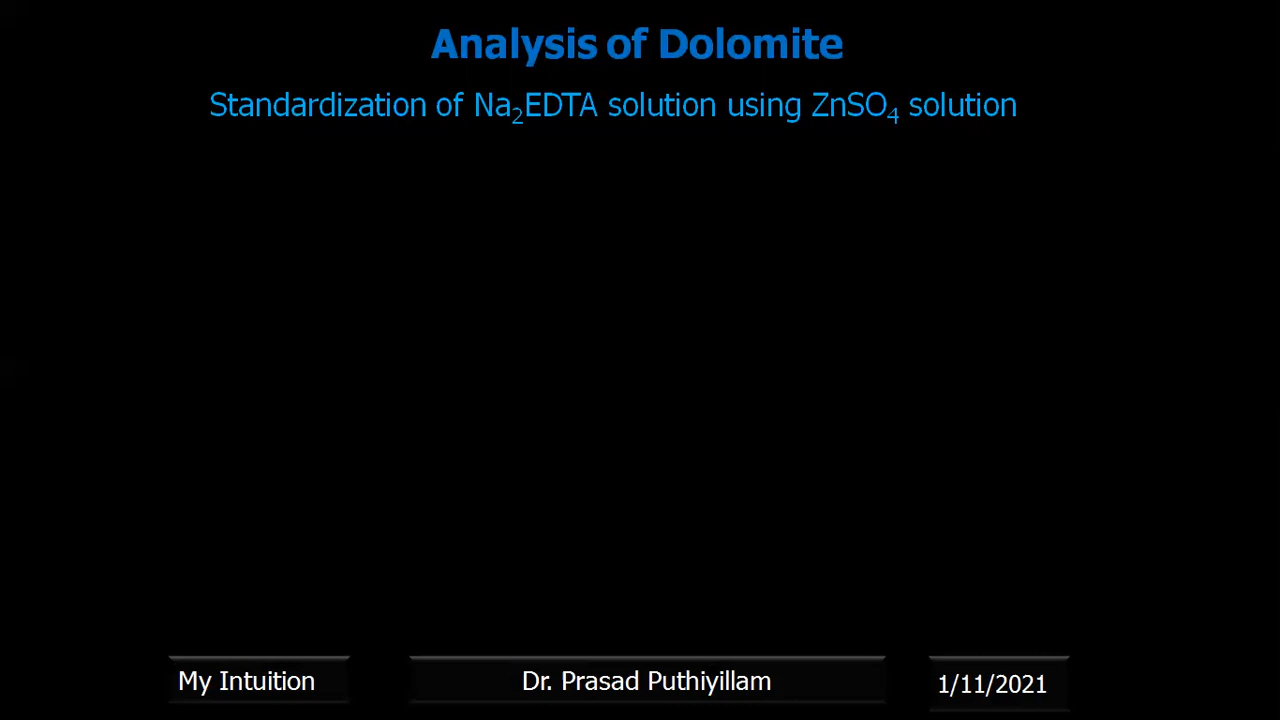 Analysis of Dolomite
Standardization of Na₂EDTA solution using ZnSO₄ solution
My Intuition
Dr. Prasad Puthiyillam
1/11/2021